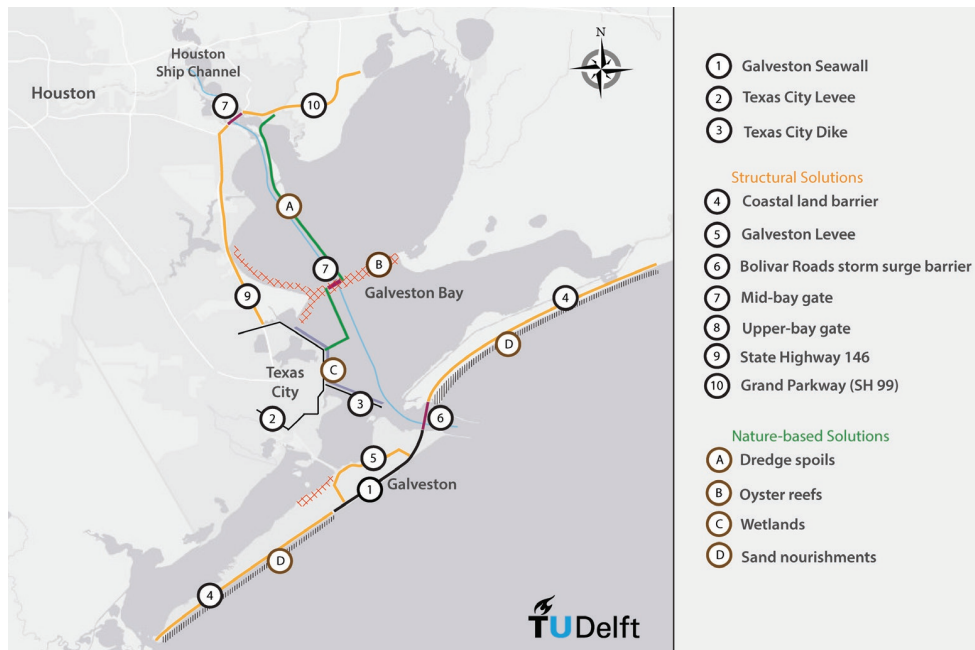 Houston
Ship Channel
N
Houston
7
10
A
B
7
Galveston Bay
9
4
D
Texas
City
C
3
2
6
5
1
Galveston
D
4
TUDelft
1 Galveston Seawall
2 Texas City Levee
3 Texas City Dike
Structural Solutions
4 Coastal land barrier
5 Galveston Levee
6 Bolivar Roads storm surge barrier
7 Mid-bay gate
8 Upper-bay gate
9 State Highway 146
10 Grand Parkway (SH 99)
Nature-based Solutions
A Dredge spoils
B Oyster reefs
C Wetlands
D Sand nourishments